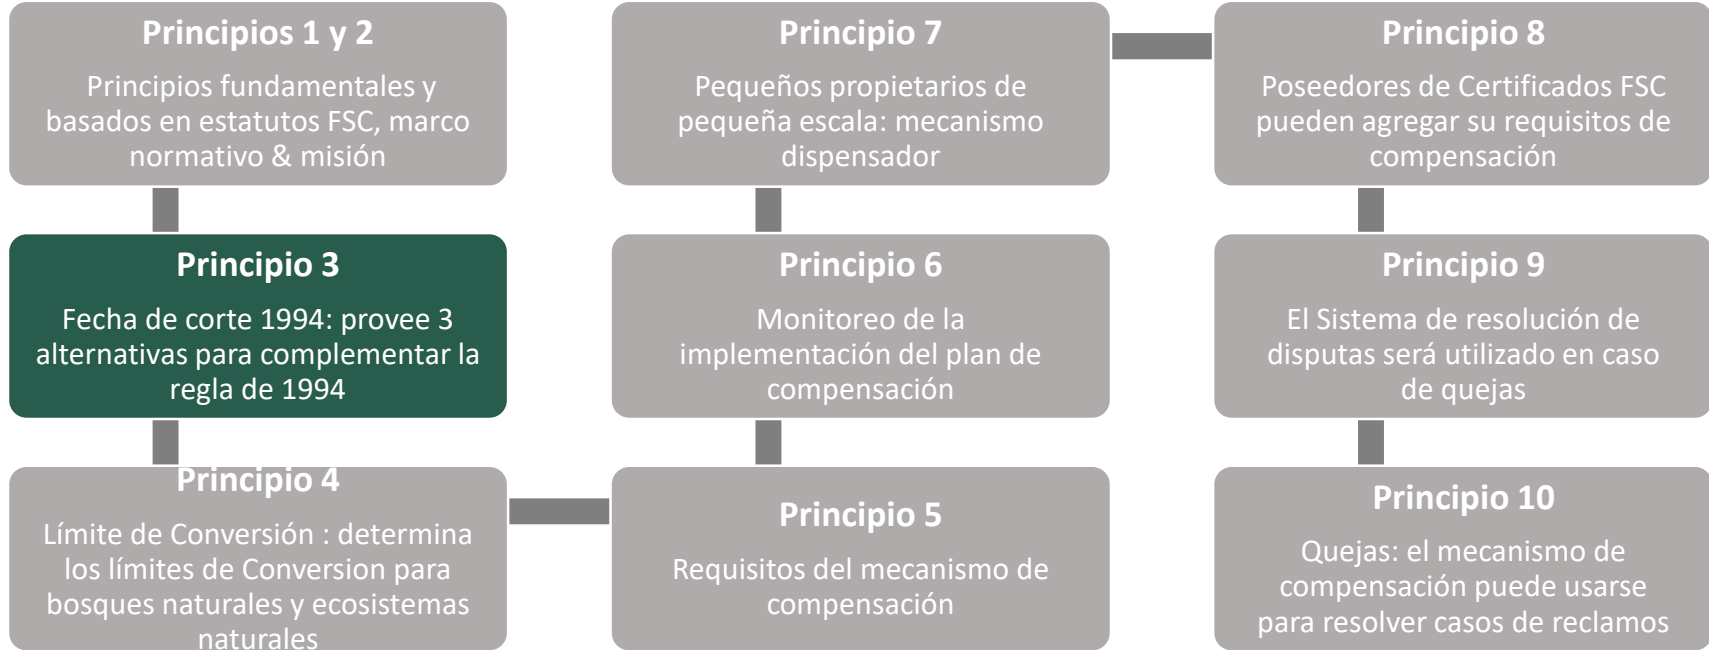 Principios 1 y 2
Principios fundamentales y
basados en estatutos FSC, marco
normativo & misión
Principio 3
Fecha de corte 1994: provee 3
alternativas para complementar la
regla de 1994
Principio 4
Límite de Conversión : determina
los límites de Conversion para
bosques naturales y ecosistemas
naturales
Principio 5
Requisitos del mecanismo de
compensación
Principio 6
Monitoreo de la
implementación del plan de
compensación
Principio 7
Pequeños propietarios de
pequeña escala: mecanismo
dispensador
Principio 8
Poseedores de Certificados FSC
pueden agregar su requisitos de
compensación
Principio 9
El Sistema de resolución de
disputas será utilizado en caso
de quejas
Principio 10
Quejas: el mecanismo de
compensación puede usarse
para resolver casos de reclamos